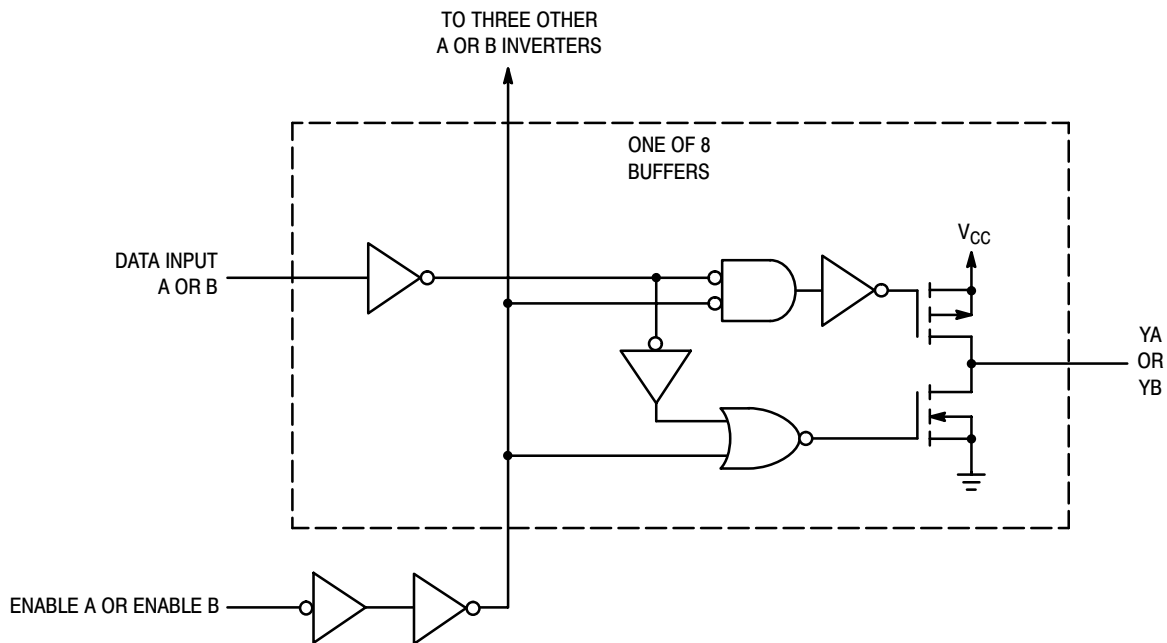 TO THREE OTHER
A OR B INVERTERS
ONE OF 8
BUFFERS
VCC
DATA INPUT
A OR B
YA
OR
YB
ENABLE A OR ENABLE B